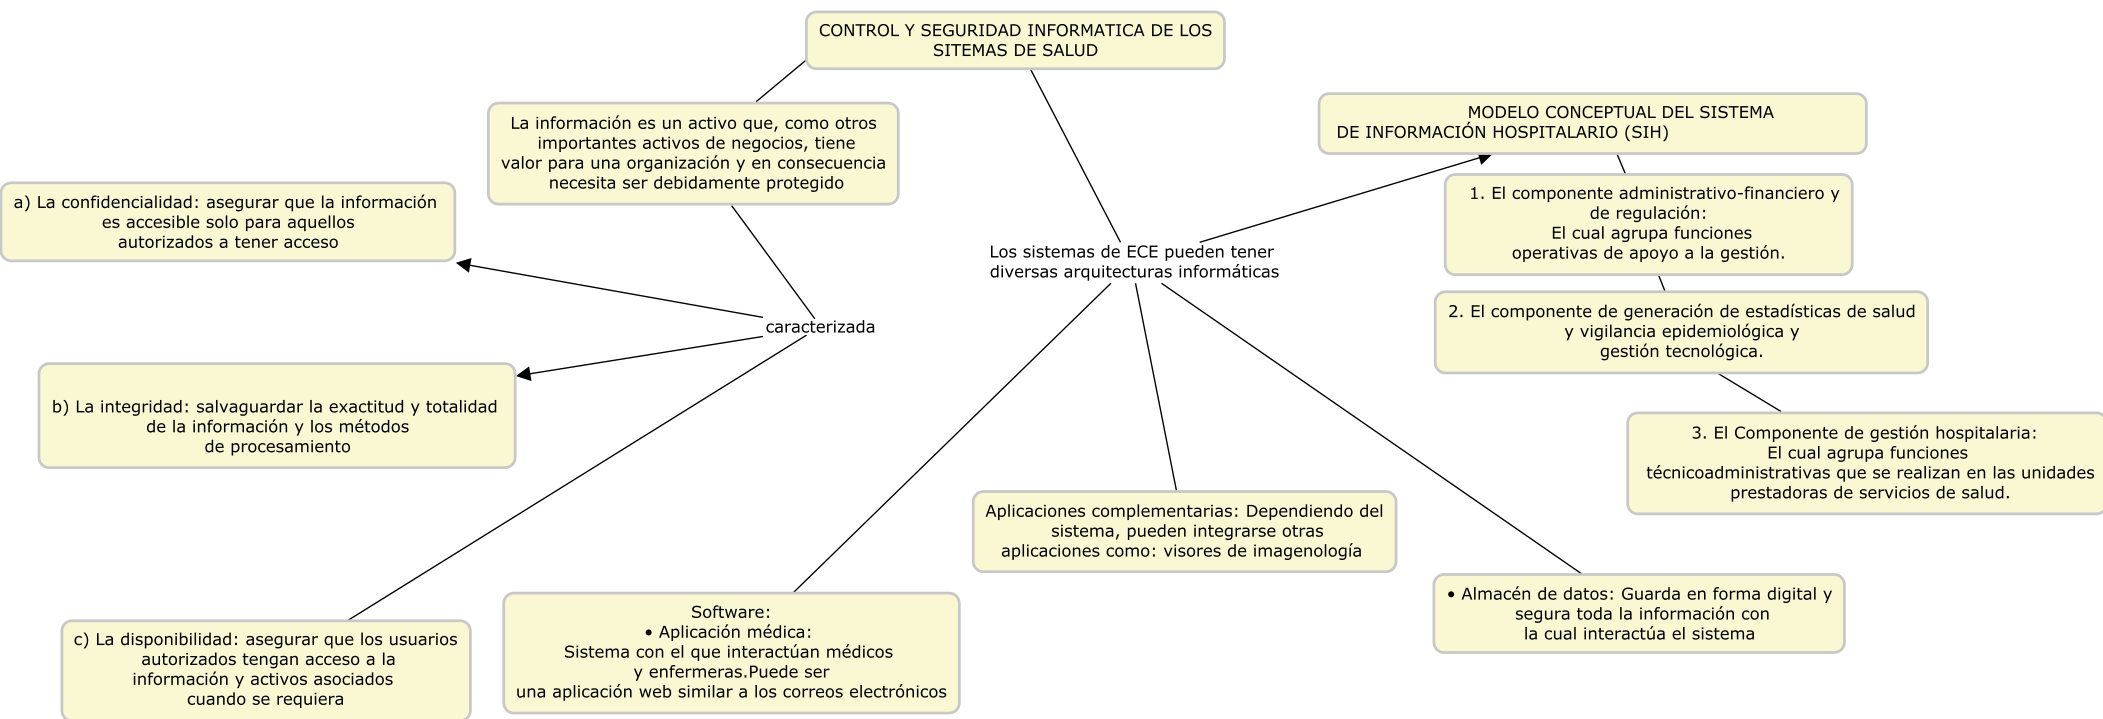 CONTROL Y SEGURIDAD INFORMATICA DE LOS
SITEMAS DE SALUD
La información es un activo que, como otros
importantes activos de negocios, tiene
valor para una organización y en consecuencia
necesita ser debidamente protegido
a) La confidencialidad: asegurar que la información
es accesible solo para aquellos
autorizados a tener acceso
caracterizada
b) La integridad: salvaguardar la exactitud y totalidad
de la información y los métodos
de procesamiento
c) La disponibilidad: asegurar que los usuarios
autorizados tengan acceso a la
información y activos asociados
cuando se requiera
Los sistemas de ECE pueden tener
diversas arquitecturas informáticas
Software:
• Aplicación médica:
Sistema con el que interactúan médicos
y enfermeras.Puede ser
una aplicación web similar a los correos electrónicos
Aplicaciones complementarias: Dependiendo del
sistema, pueden integrarse otras
aplicaciones como: visores de imagenología
• Almacén de datos: Guarda en forma digital y
segura toda la información con
la cual interactúa el sistema
MODELO CONCEPTUAL DEL SISTEMA
DE INFORMACIÓN HOSPITALARIO (SIH)
1. El componente administrativo-financiero y
de regulación:
El cual agrupa funciones
operativas de apoyo a la gestión.
2. El componente de generación de estadísticas de salud
y vigilancia epidemiológica y
gestión tecnológica.
3. El Componente de gestión hospitalaria:
El cual agrupa funciones
técnicoadministrativas que se realizan en las unidades
prestadoras de servicios de salud.